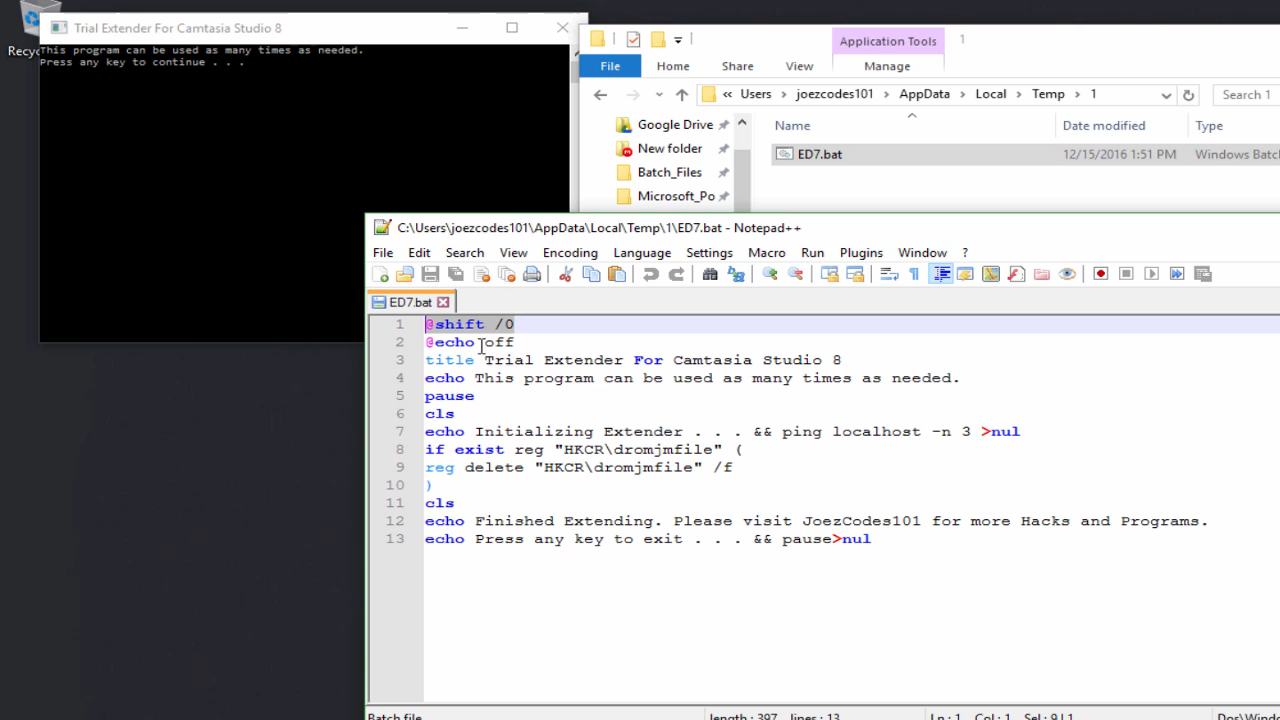 Recyc
Trial Extender For Camtasia Studio 8
This program can be used as many times as needed.
Press any key to continue . . .
Application Tools
1
File Home Share View Manage
« Users > joezcodes101 > AppData > Local > Temp > 1
Search 1
Google Drive
New folder
Batch_Files
Microsoft_Po
Name Date modified Type
ED7.bat 12/15/2016 1:51 PM Windows Batc
C:\Users\joezcodes101\AppData\Local\Temp\1\ED7.bat - Notepad++
File Edit Search View Encoding Language Settings Macro Run Plugins Window ?
ED7.bat
1 @shift /0
2 @echo off
3 title Trial Extender For Camtasia Studio 8
4 echo This program can be used as many times as needed.
5 pause
6 cls
7 echo Initializing Extender . . . && ping localhost -n 3 >nul
8 if exist reg "HKCR\dromjmfile" (
9 reg delete "HKCR\dromjmfile" /f
10 )
11 cls
12 echo Finished Extending. Please visit JoezCodes101 for more Hacks and Programs.
13 echo Press any key to exit . . . && pause>nul
Batch file length : 397 lines : 13 Ln : 1 Col : 1 Sel : 9 | 1 Dos\Windo